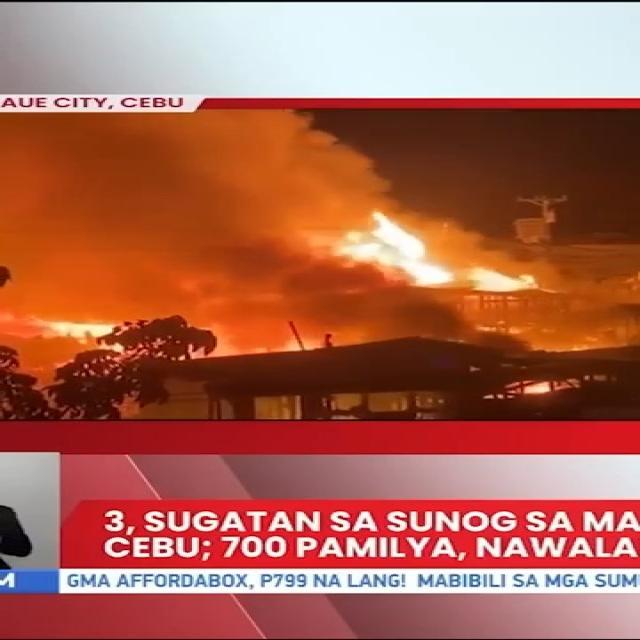 AUE CITY, CEBU
3, SUGATAN SA SUNOG SA MA
CEBU; 700 PAMILYA, NAWALA
M GMA AFFORDABOX, P799 NA LANG! MABIBILI SA MGA SUM